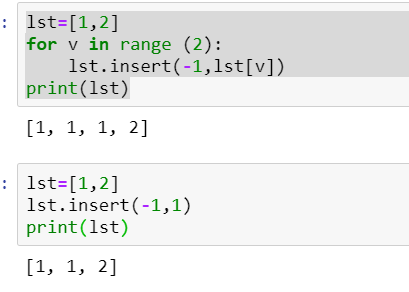 : lst=[1,2]
for v in range (2):
    lst.insert(-1,lst[v])
print(lst)
[1, 1, 1, 2]
: lst=[1,2]
lst.insert(-1,1)
print(lst)
[1, 1, 2]